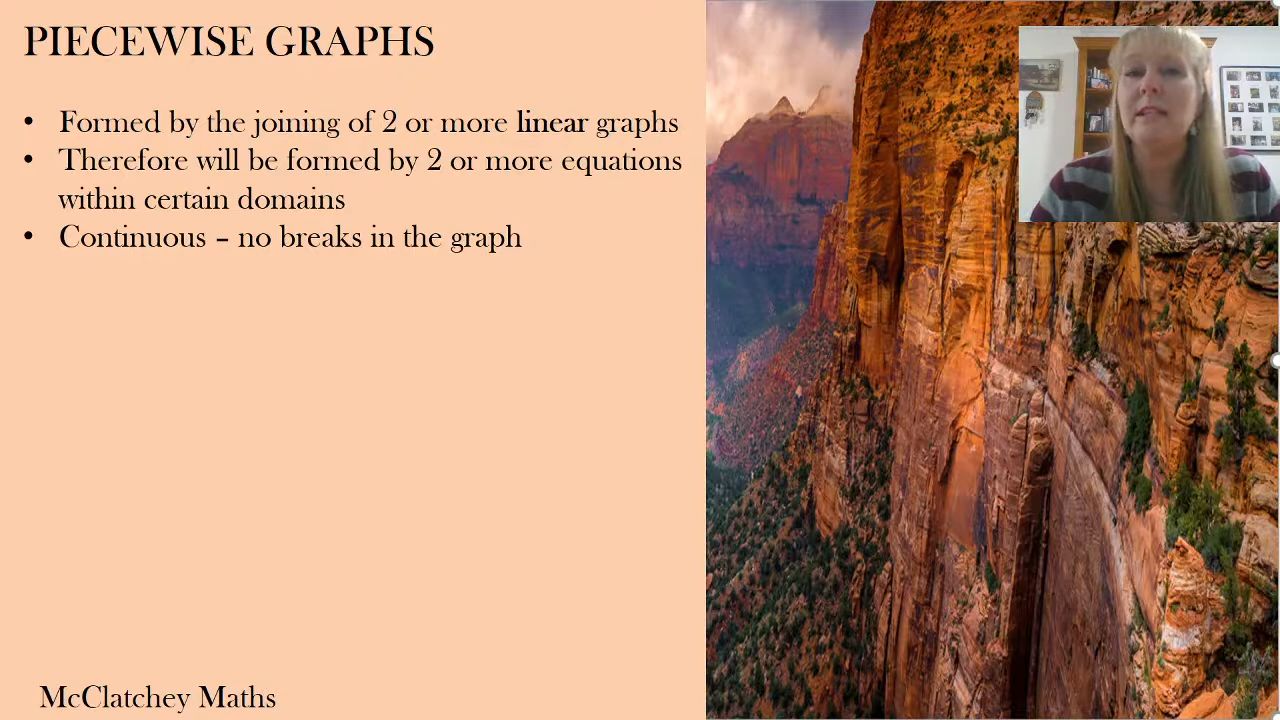 PIECEWISE GRAPHS
• Formed by the joining of 2 or more linear graphs
• Therefore will be formed by 2 or more equations
within certain domains
• Continuous – no breaks in the graph
McClatchey Maths